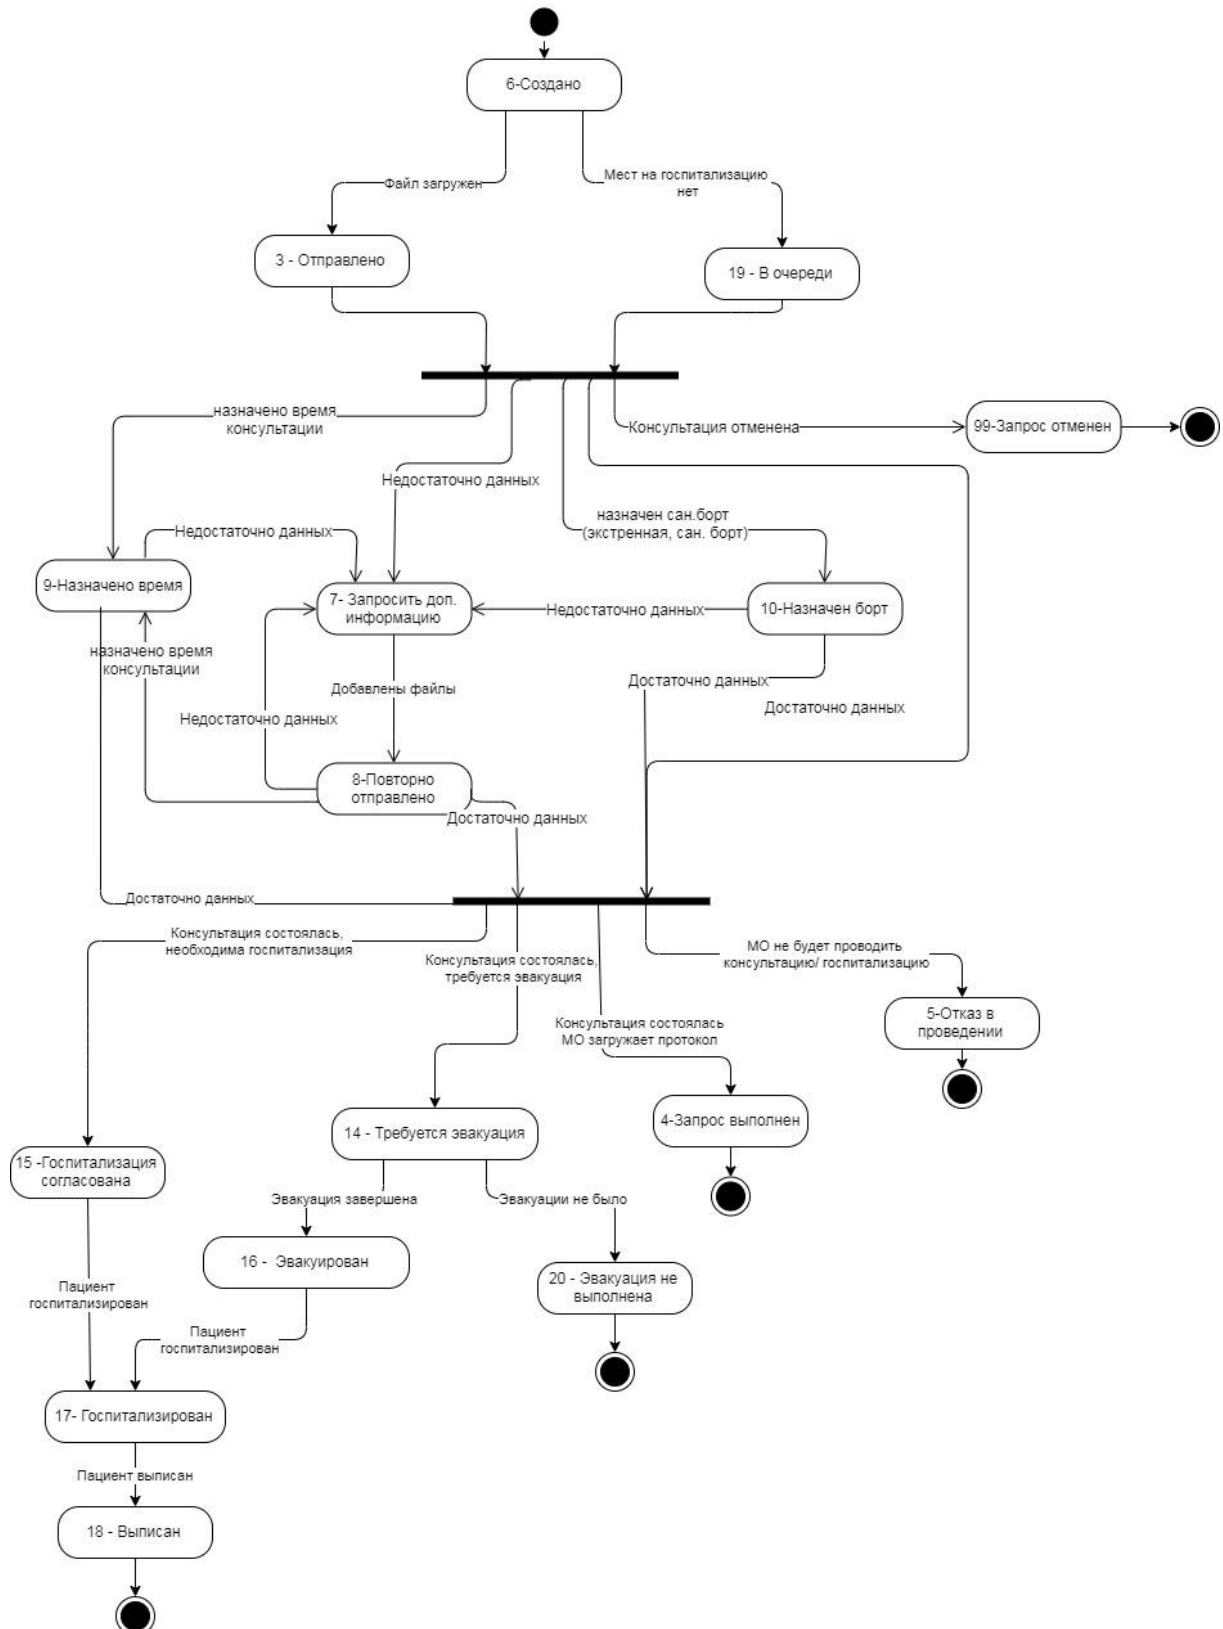 6-Создано
Файл загружен
Мест на госпитализацию
нет
3 - Отправлено
19 - В очереди
назначено время
консультации
Консультация отменена
99-Запрос отменен
Недостаточно данных
назначен сан.борт
(экстренная, сан. борт)
Недостаточно данных
9-Назначено время
7- Запросить доп.
информацию
Недостаточно данных
10-Назначен борт
назначено время
консультации
Добавлены файлы
Достаточно данных
Достаточно данных
Недостаточно данных
8-Повторно
отправлено
Достаточно данных
Достаточно данных
Консультация состоялась,
необходима госпитализация
Консультация состоялась,
требуется эвакуация
МО не будет проводить
консультацию/ госпитализацию
5-Отказ в
проведении
Консультация состоялась
МО загружает протокол
14 - Требуется эвакуация
4-Запрос выполнен
15 -Госпитализация
согласована
Эвакуация завершена
Эвакуации не было
16 -  Эвакуирован
20 - Эвакуация не
выполнена
Пациент
госпитализирован
Пациент
госпитализирован
17- Госпитализирован
Пациент выписан
18 - Выписан